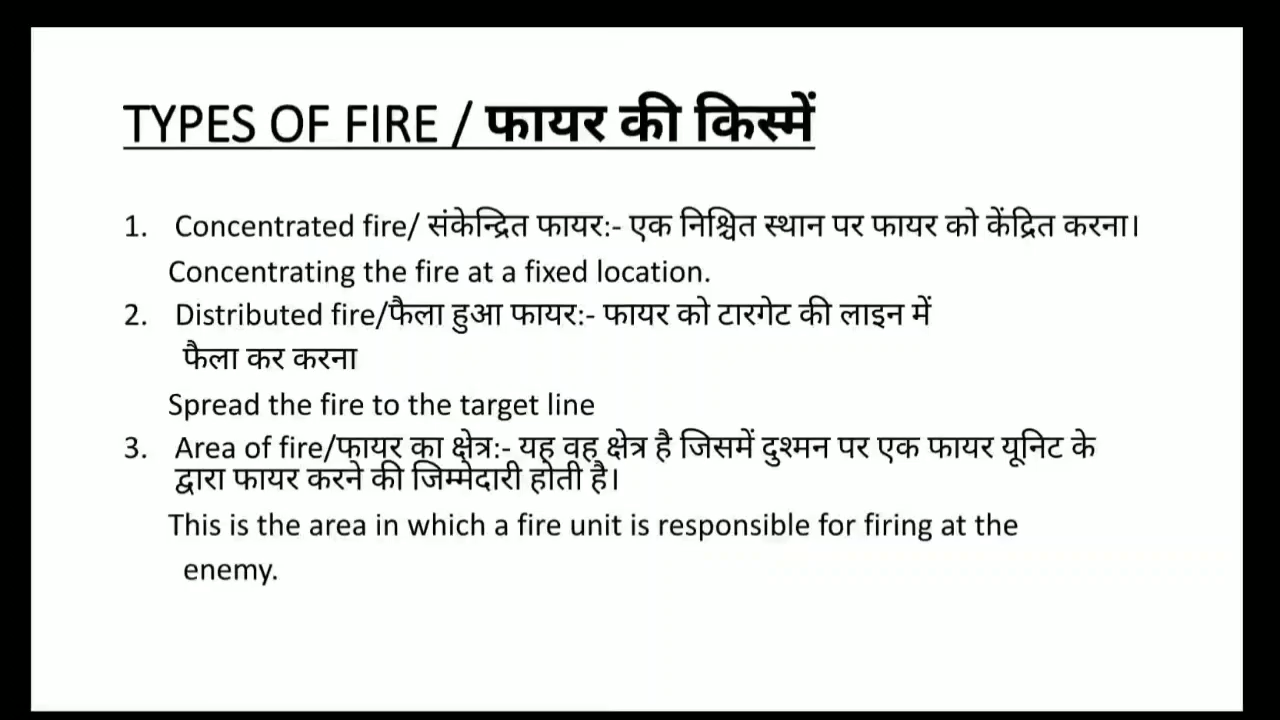 TYPES OF FIRE / फायर की किस्में
1. Concentrated fire/ संकेन्द्रित फायर:- एक निश्चित स्थान पर फायर को केंद्रित करना।
Concentrating the fire at a fixed location.
2. Distributed fire/फैला हुआ फायर:- फायर को टारगेट की लाइन में
फैला कर करना
Spread the fire to the target line
3. Area of fire/फायर का क्षेत्र:- यह वह क्षेत्र है जिसमें दुश्मन पर एक फायर यूनिट के
द्वारा फायर करने की जिम्मेदारी होती है।
This is the area in which a fire unit is responsible for firing at the
enemy.